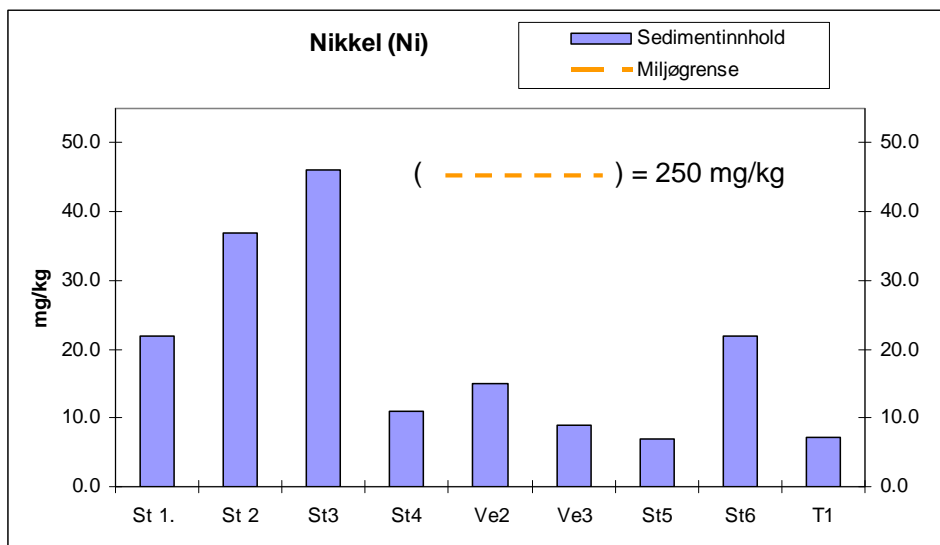 Nikkel (Ni)
Sedimentinnhold
Miljøgrense
( ) = 250 mg/kg
mg/kg
50.0
40.0
30.0
20.0
10.0
0.0
50.0
40.0
30.0
20.0
10.0
0.0
St 1. St 2 St3 St4 Ve2 Ve3 St5 St6 T1